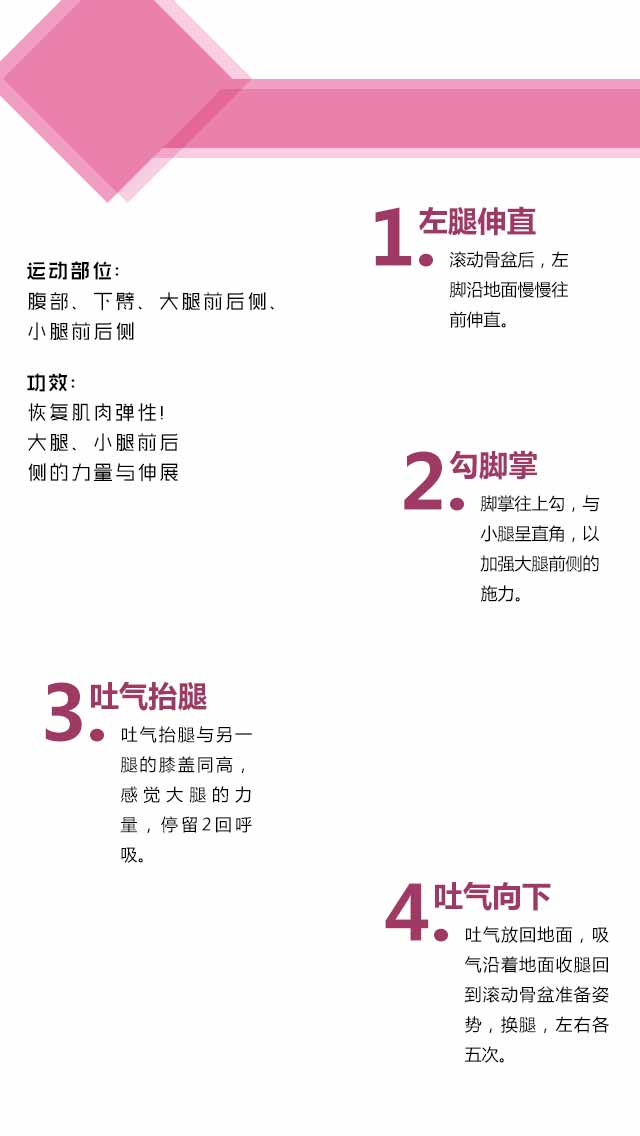 运动部位:
腹部、下臂、大腿前后侧、
小腿前后侧
功效:
恢复肌肉弹性!
大腿、小腿前后
侧的力量与伸展
1.左腿伸直
滚动骨盆后，左
脚沿地面慢慢往
前伸直。
2.勾脚掌
脚掌往上勾，与
小腿呈直角，以
加强大腿前侧的
施力。
3.吐气抬腿
吐气抬腿与另一
腿的膝盖同高，
感觉大腿的力
量，停留2回呼
吸。
4.吐气向下
吐气放回地面，吸
气沿着地面收腿回
到滚动骨盆准备姿
势，换腿，左右各
五次。